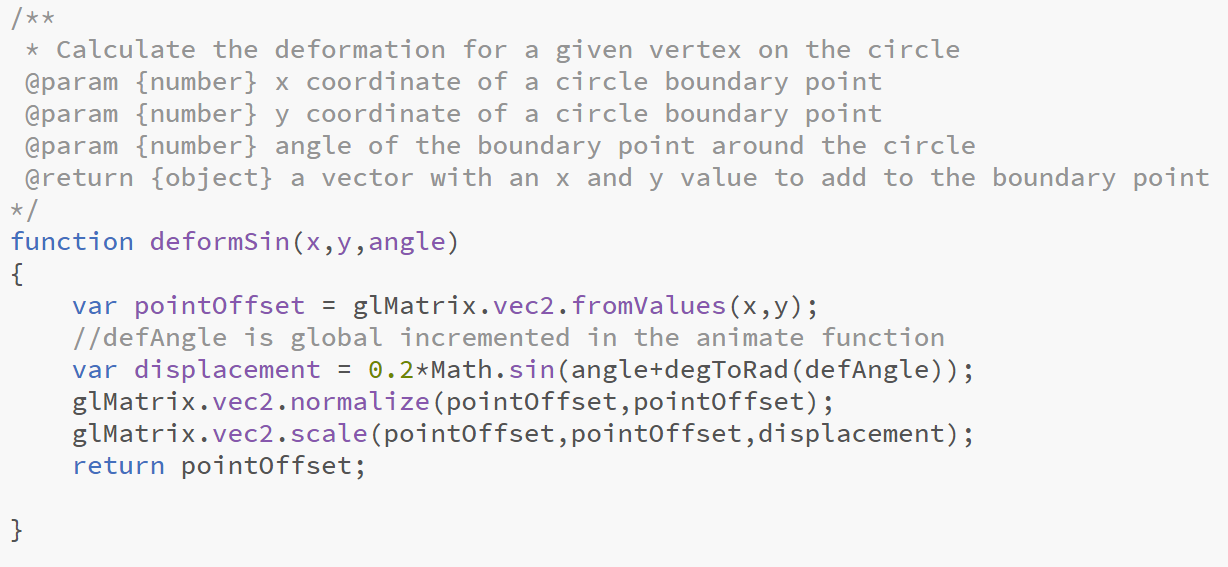 /**
 * Calculate the deformation for a given vertex on the circle
 @param {number} x coordinate of a circle boundary point
 @param {number} y coordinate of a circle boundary point
 @param {number} angle of the boundary point around the circle
 @return {object} a vector with an x and y value to add to the boundary point
*/
function deformSin(x,y,angle)
{
    var pointOffset = glMatrix.vec2.fromValues(x,y);
    //defAngle is global incremented in the animate function
    var displacement = 0.2*Math.sin(angle+degToRad(defAngle));
    glMatrix.vec2.normalize(pointOffset,pointOffset);
    glMatrix.vec2.scale(pointOffset,pointOffset,displacement);
    return pointOffset;
}